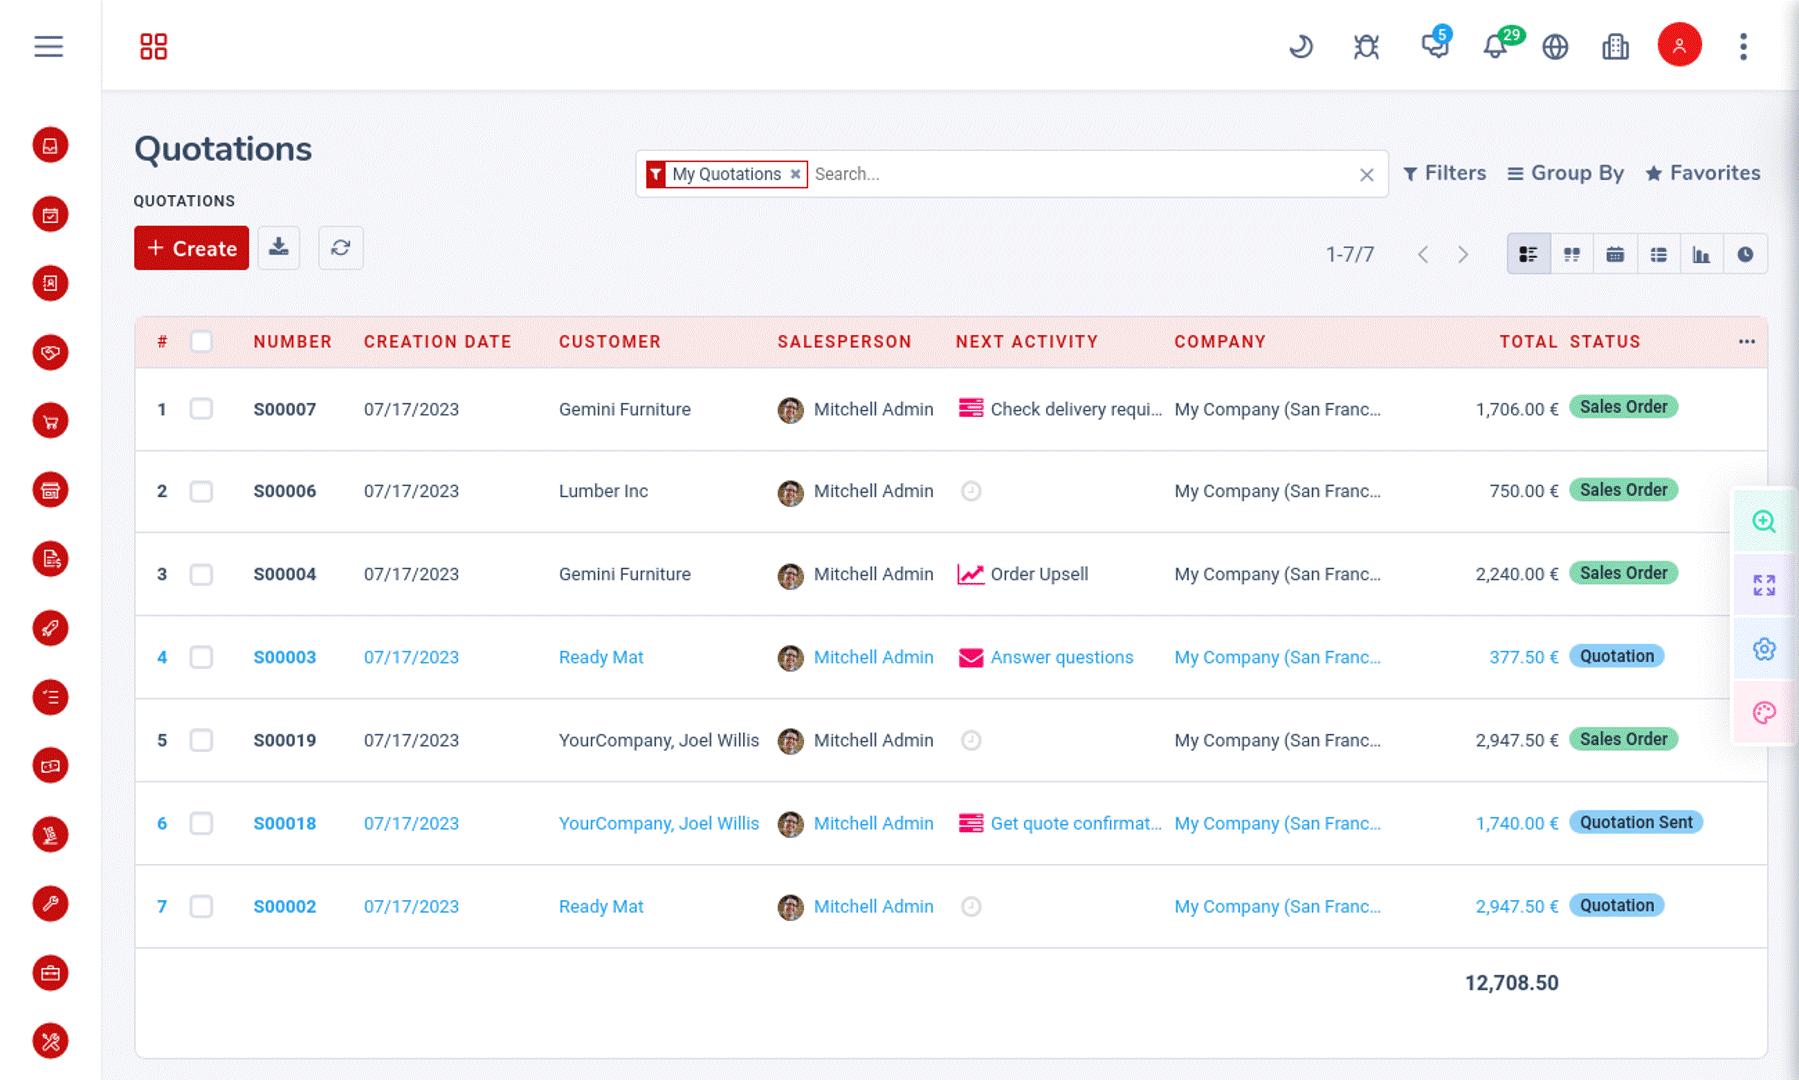 5
29
Quotations
My Quotations × Search...
Filters
Group By
Favorites
QUOTATIONS
+ Create
1-7/7
# NUMBER CREATION DATE CUSTOMER SALESPERSON NEXT ACTIVITY COMPANY TOTAL STATUS
1 S00007 07/17/2023 Gemini Furniture Mitchell Admin Check delivery requi... My Company (San Franc... 1,706.00 € Sales Order
2 S00006 07/17/2023 Lumber Inc Mitchell Admin My Company (San Franc... 750.00 € Sales Order
3 S00004 07/17/2023 Gemini Furniture Mitchell Admin Order Upsell My Company (San Franc... 2,240.00 € Sales Order
4 S00003 07/17/2023 Ready Mat Mitchell Admin Answer questions My Company (San Franc... 377.50 € Quotation
5 S00019 07/17/2023 YourCompany, Joel Willis Mitchell Admin My Company (San Franc... 2,947.50 € Sales Order
6 S00018 07/17/2023 YourCompany, Joel Willis Mitchell Admin Get quote confirmat... My Company (San Franc... 1,740.00 € Quotation Sent
7 S00002 07/17/2023 Ready Mat Mitchell Admin My Company (San Franc... 2,947.50 € Quotation
12,708.50